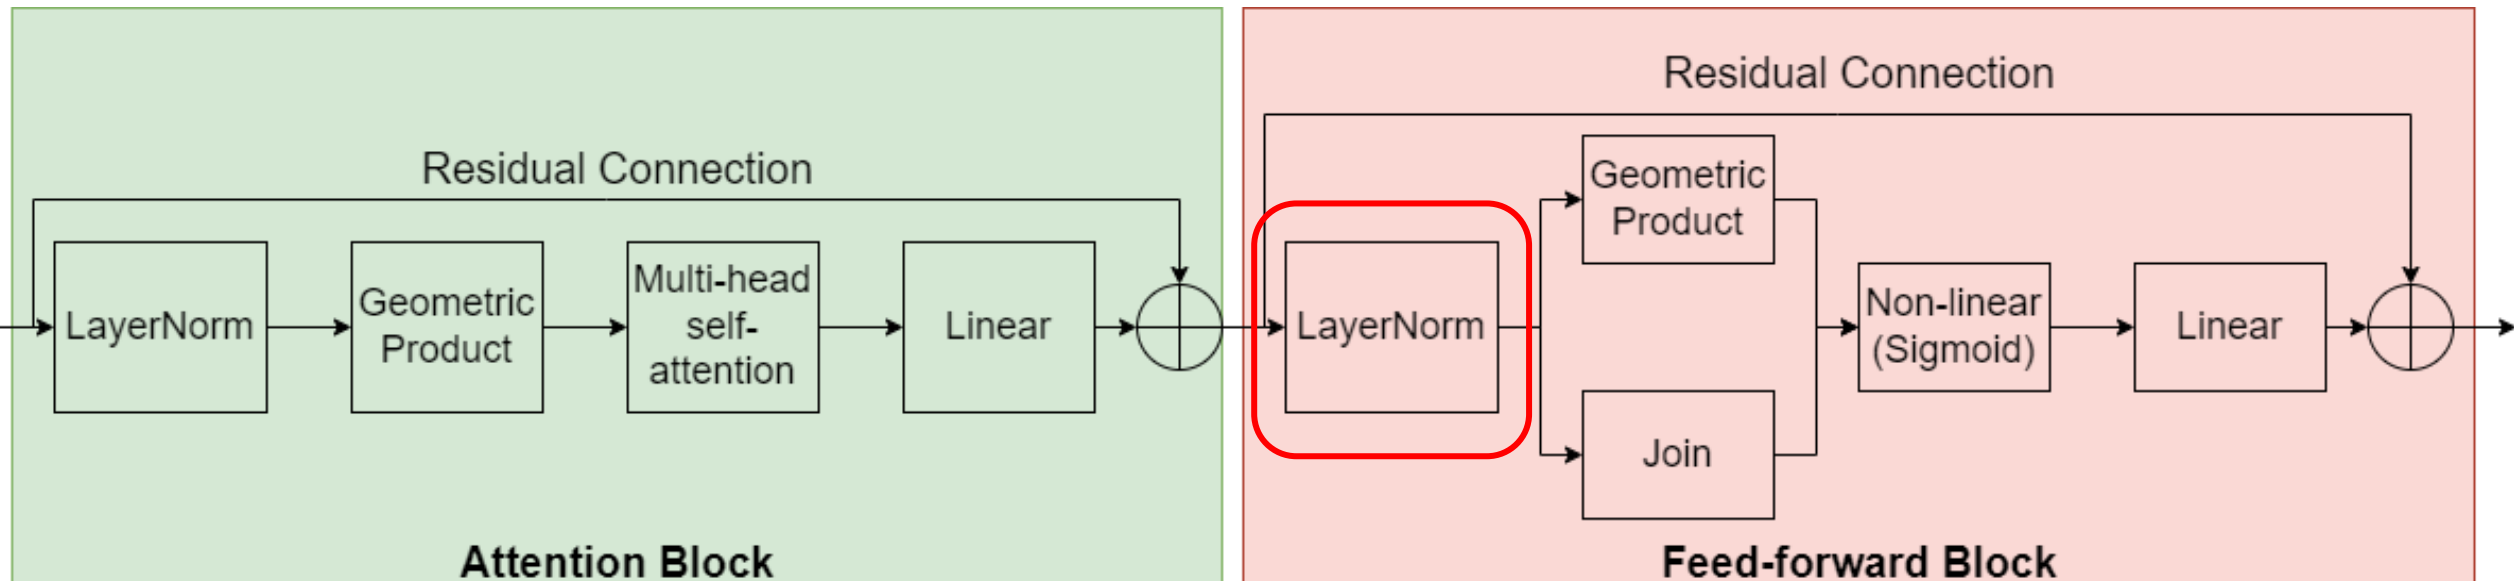 Residual Connection
LayerNorm
Geometric
Product
Multi-head
self-
attention
Linear
Attention Block
Residual Connection
LayerNorm
Geometric
Product
Join
Non-linear
(Sigmoid)
Linear
Feed-forward Block